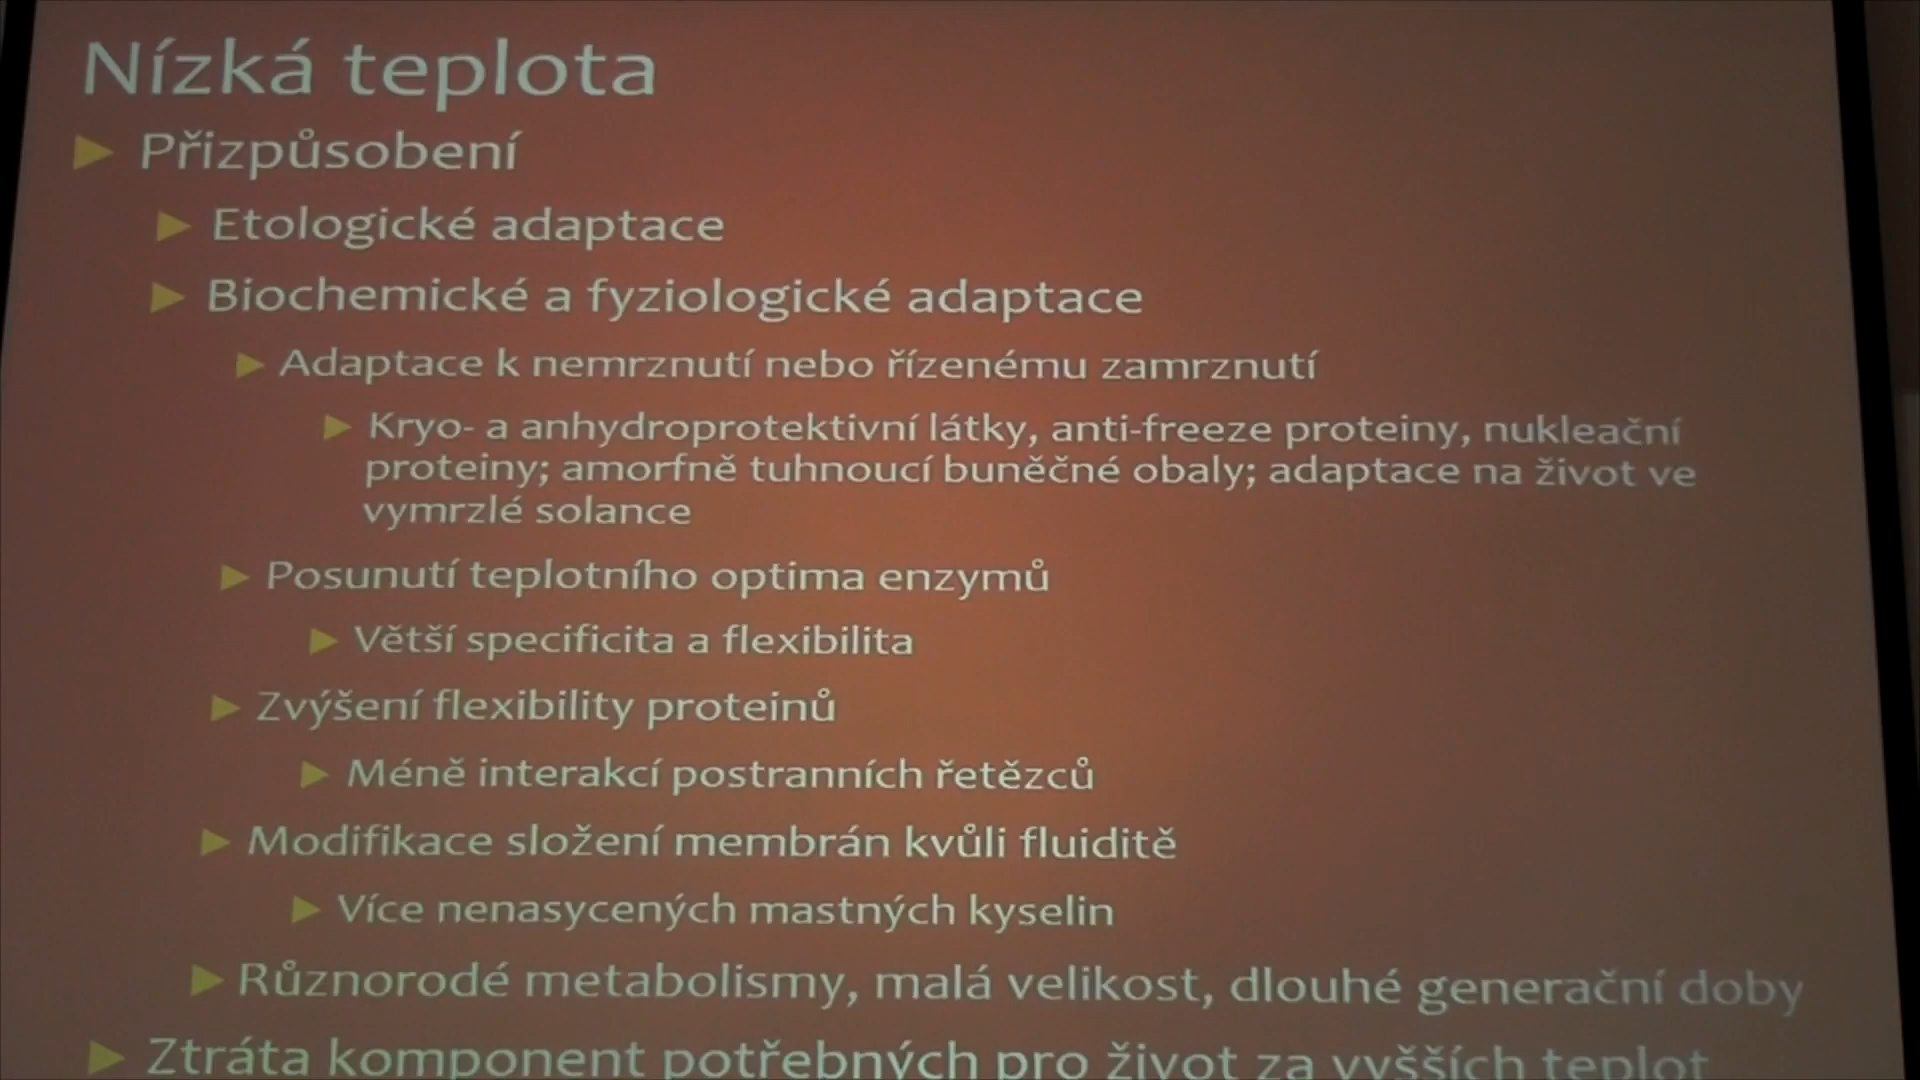 Nízká teplota
Přizpůsobení
Etologické adaptace
Biochemické a fyziologické adaptace
Adaptace k nemrznutí nebo řízenému zamrznutí
Kryo- a anhydroprotektivní látky, anti-freeze proteiny, nukleační
proteiny; amorfně tuhnoucí buněčné obaly; adaptace na život ve
vymrzlé solance
Posunutí teplotního optima enzymů
Větší specificita a flexibilita
Zvýšení flexibility proteinů
Méně interakcí postranních řetězců
Modifikace složení membrán kvůli fluiditě
Více nenasycených mastných kyselin
Různorodé metabolismy, malá velikost, dlouhé generační doby
Ztráta komponent potřebných pro život za vyšších teplot